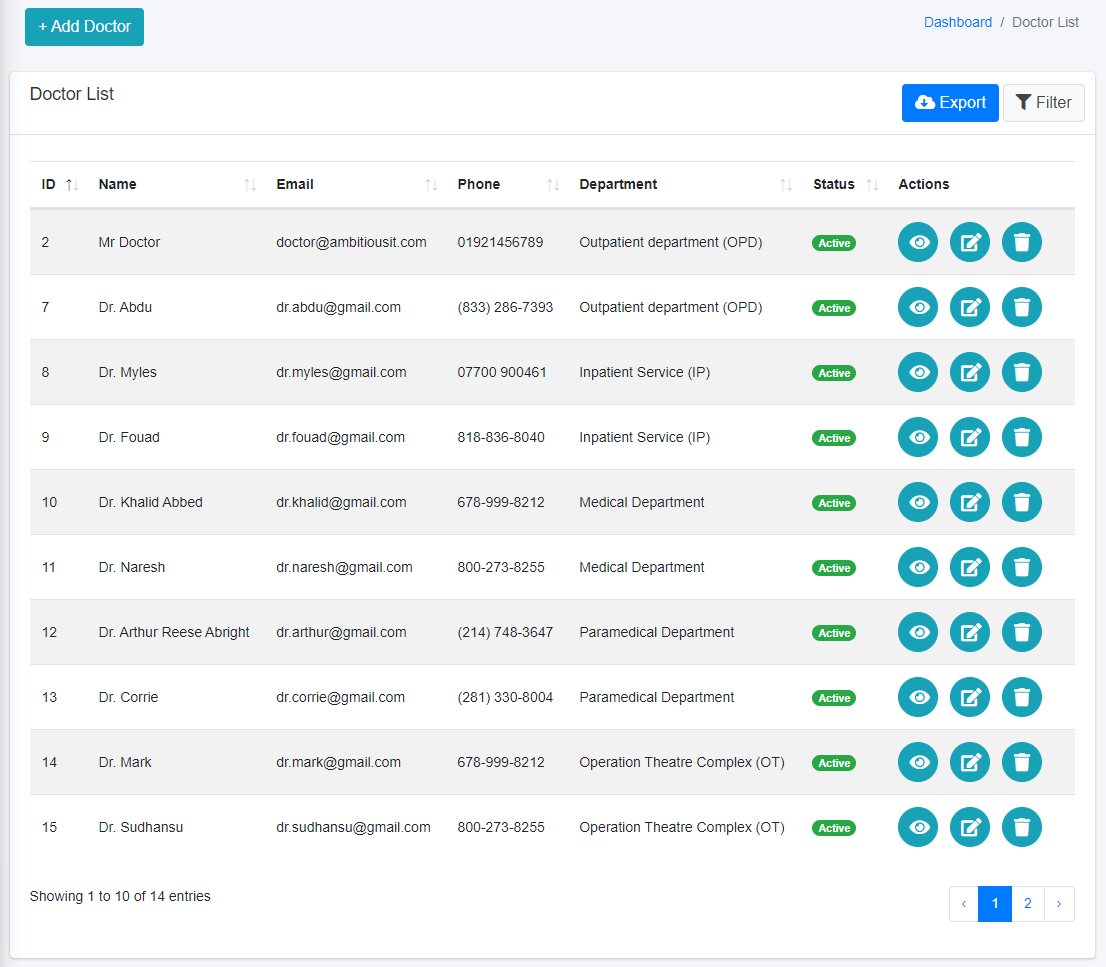 + Add Doctor
Dashboard / Doctor List
Doctor List
Export Filter
ID Name Email Phone Department Status Actions
2 Mr Doctor doctor@ambitiousit.com 01921456789 Outpatient department (OPD) Active
7 Dr. Abdu dr.abdu@gmail.com (833) 286-7393 Outpatient department (OPD) Active
8 Dr. Myles dr.myles@gmail.com 07700 900461 Inpatient Service (IP) Active
9 Dr. Fouad dr.fouad@gmail.com 818-836-8040 Inpatient Service (IP) Active
10 Dr. Khalid Abbed dr.khalid@gmail.com 678-999-8212 Medical Department Active
11 Dr. Naresh dr.naresh@gmail.com 800-273-8255 Medical Department Active
12 Dr. Arthur Reese Abright dr.arthur@gmail.com (214) 748-3647 Paramedical Department Active
13 Dr. Corrie dr.corrie@gmail.com (281) 330-8004 Paramedical Department Active
14 Dr. Mark dr.mark@gmail.com 678-999-8212 Operation Theatre Complex (OT) Active
15 Dr. Sudhansu dr.sudhansu@gmail.com 800-273-8255 Operation Theatre Complex (OT) Active
Showing 1 to 10 of 14 entries
‹ 1 2 ›